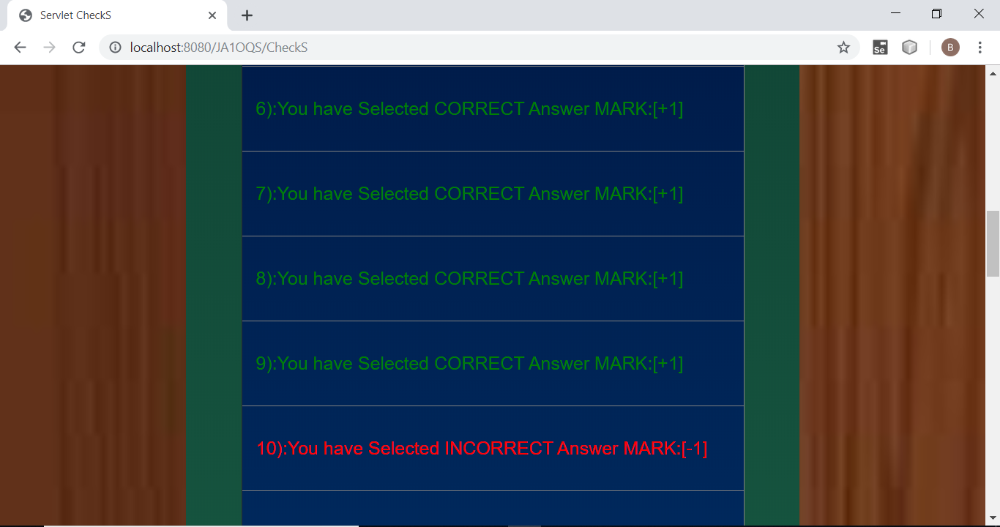 Servlet CheckS
localhost:8080/JA1OQS/CheckS
Se
B
6):You have Selected CORRECT Answer MARK:[+1]
7):You have Selected CORRECT Answer MARK:[+1]
8):You have Selected CORRECT Answer MARK:[+1]
9):You have Selected CORRECT Answer MARK:[+1]
10):You have Selected INCORRECT Answer MARK:[-1]